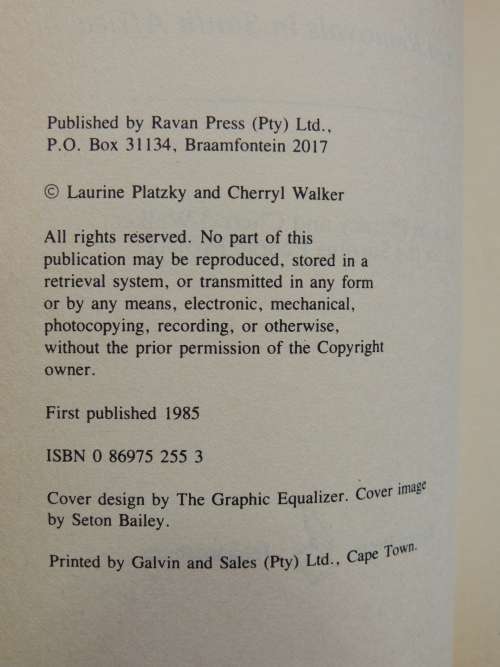 Published by Ravan Press (Pty) Ltd.,
P.O. Box 31134, Braamfontein 2017
© Laurine Platzky and Cherryl Walker
All rights reserved. No part of this
publication may be reproduced, stored in a
retrieval system, or transmitted in any form
or by any means, electronic, mechanical,
photocopying, recording, or otherwise,
without the prior permission of the Copyright
owner.
First published 1985
ISBN 0 86975 255 3
Cover design by The Graphic Equalizer. Cover image
by Seton Bailey.
Printed by Galvin and Sales (Pty) Ltd., Cape Town.